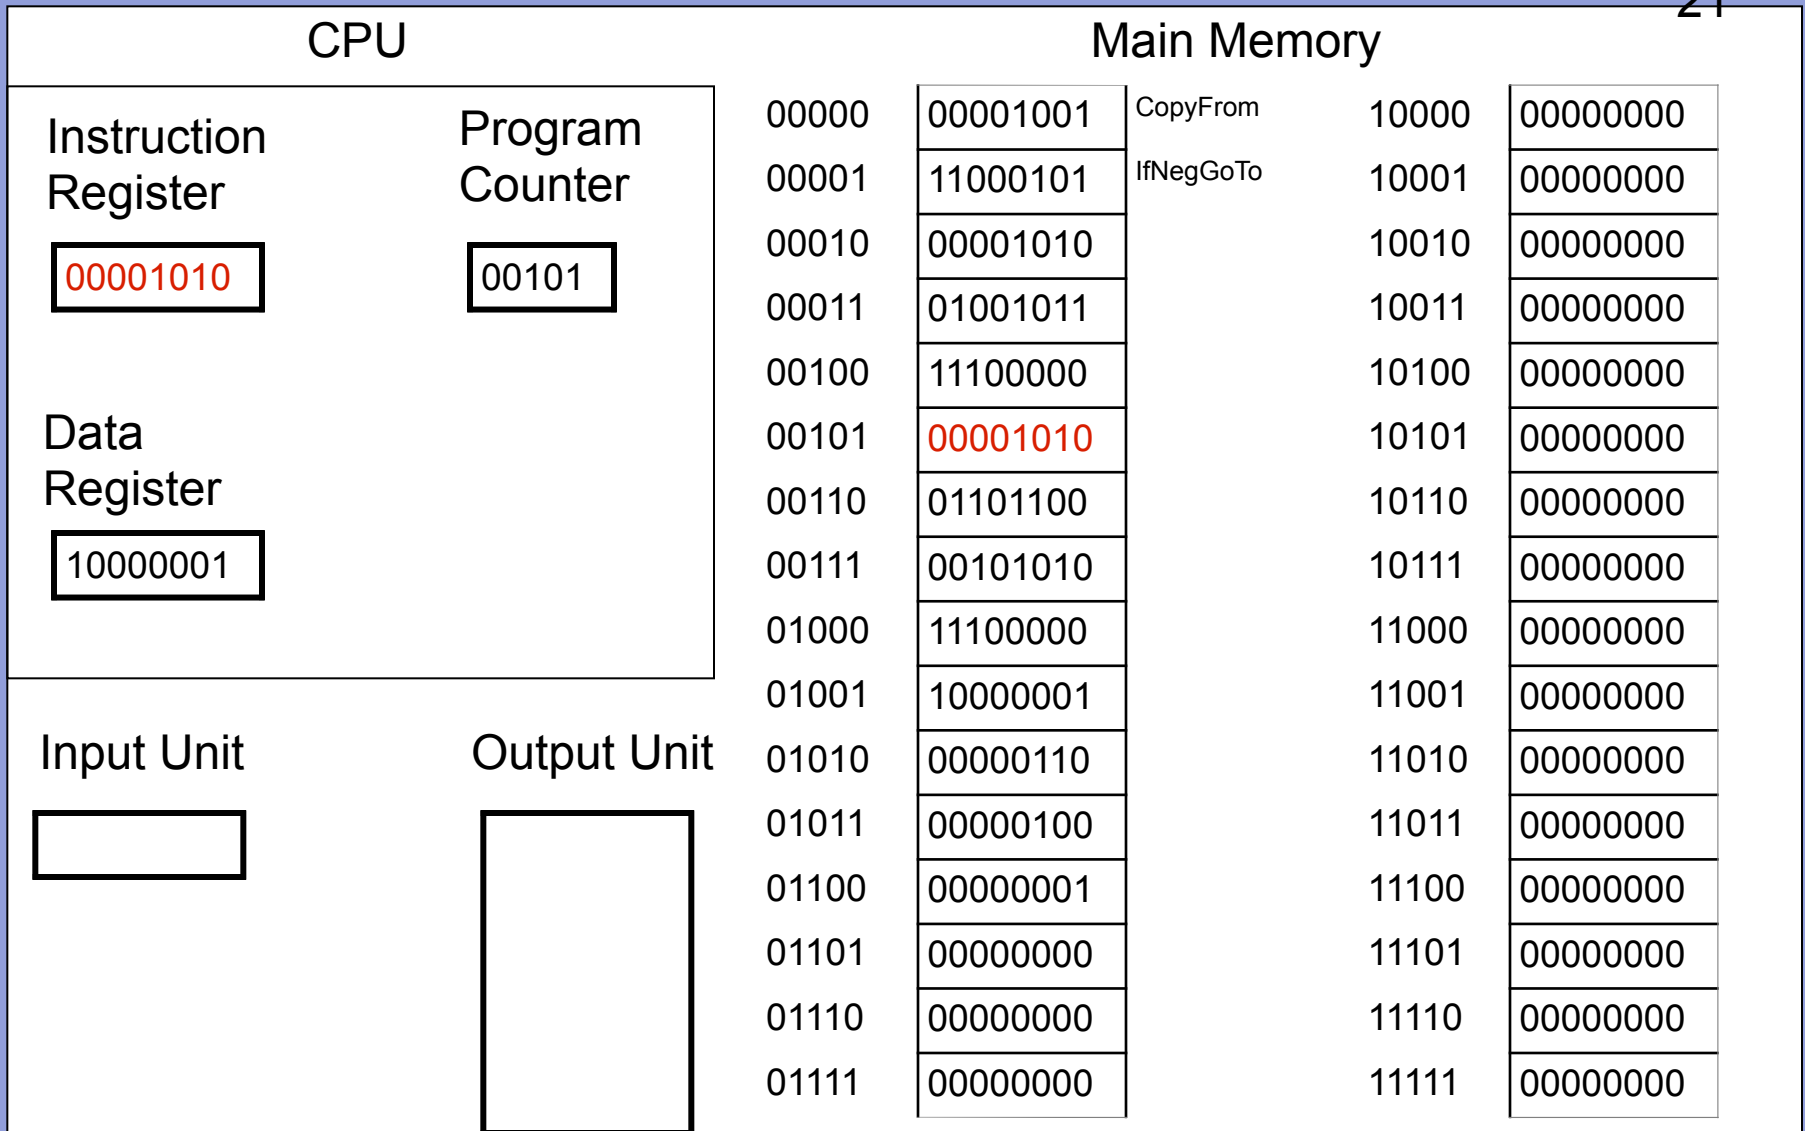 21
CPU
Main Memory
Instruction
Register
Program
Counter
00001010
00101
Data
Register
10000001
Input Unit
Output Unit
00000 00001001 CopyFrom
00001 11000101 IfNegGoTo
00010 00001010
00011 01001011
00100 11100000
00101 00001010
00110 01101100
00111 00101010
01000 11100000
01001 10000001
01010 00000110
01011 00000100
01100 00000001
01101 00000000
01110 00000000
01111 00000000
10000 00000000
10001 00000000
10010 00000000
10011 00000000
10100 00000000
10101 00000000
10110 00000000
10111 00000000
11000 00000000
11001 00000000
11010 00000000
11011 00000000
11100 00000000
11101 00000000
11110 00000000
11111 00000000